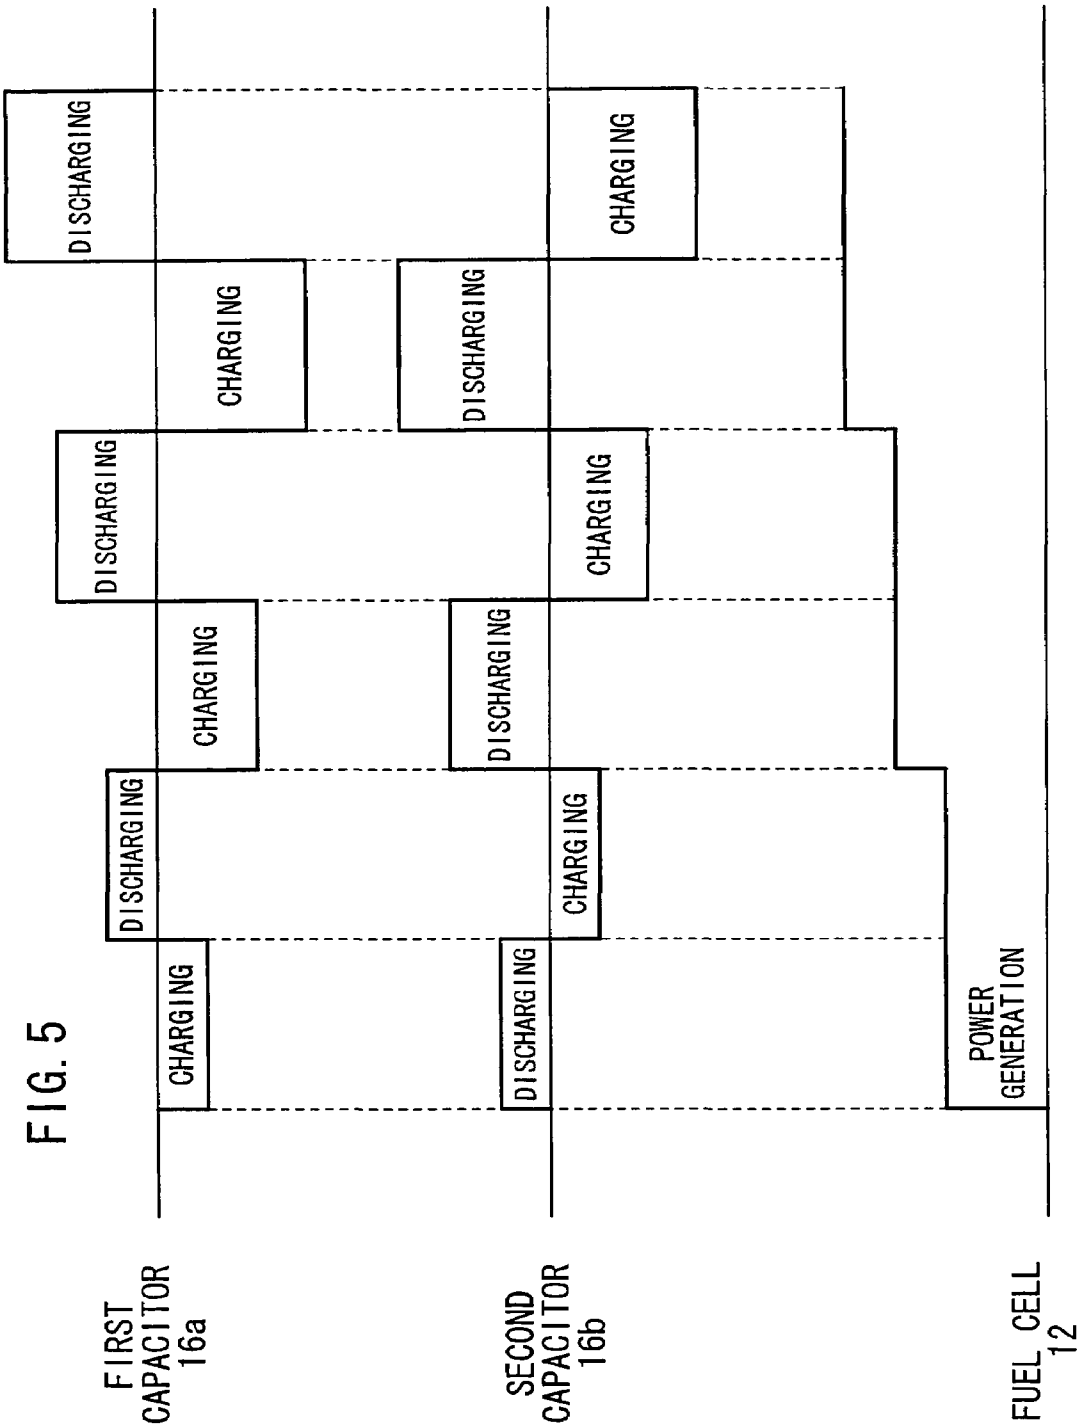 FIG. 5
FIRST
CAPACITOR
16a
CHARGING
DISCHARGING
CHARGING
DISCHARGING
CHARGING
DISCHARGING
SECOND
CAPACITOR
16b
DISCHARGING
CHARGING
DISCHARGING
CHARGING
DISCHARGING
CHARGING
FUEL CELL
12
POWER
GENERATION